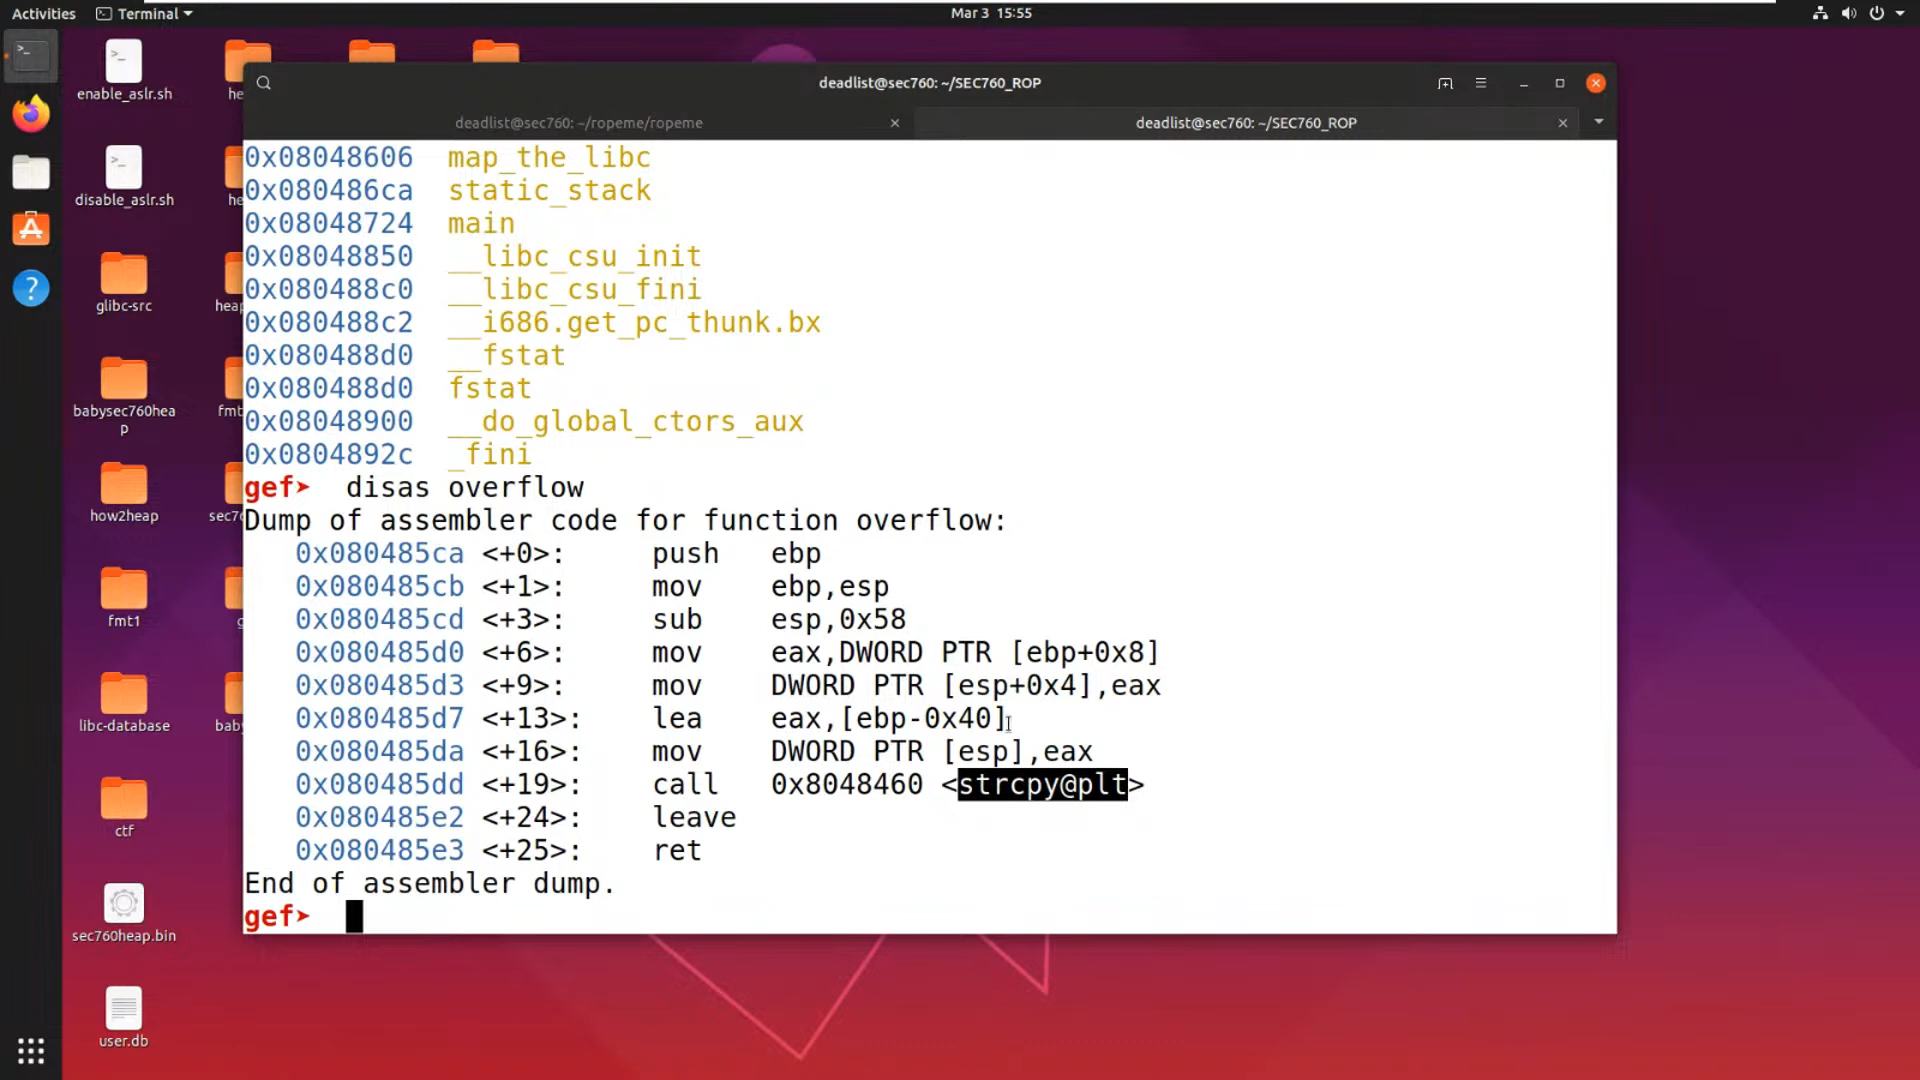 Activities
Terminal
Mar 3 15:55
deadlist@sec760: ~/SEC760_ROP
deadlist@sec760: ~/ropeme/ropeme
deadlist@sec760: ~/SEC760_ROP
enable_aslr.sh
disable_aslr.sh
glibc-src
babysec760hea
p
how2heap
fmt1
libc-database
ctf
sec760heap.bin
user.db
he
he
heap
fmt
sec7
g
bab
0x08048606 map_the_libc
0x080486ca static_stack
0x08048724 main
0x08048850 __libc_csu_init
0x080488c0 __libc_csu_fini
0x080488c2 __i686.get_pc_thunk.bx
0x080488d0 __fstat
0x080488d0 fstat
0x08048900 __do_global_ctors_aux
0x0804892c _fini
gef➤ disas overflow
Dump of assembler code for function overflow:
0x080485ca <+0>: push ebp
0x080485cb <+1>: mov ebp,esp
0x080485cd <+3>: sub esp,0x58
0x080485d0 <+6>: mov eax,DWORD PTR [ebp+0x8]
0x080485d3 <+9>: mov DWORD PTR [esp+0x4],eax
0x080485d7 <+13>: lea eax,[ebp-0x40]
0x080485da <+16>: mov DWORD PTR [esp],eax
0x080485dd <+19>: call 0x8048460 <strcpy@plt>
0x080485e2 <+24>: leave
0x080485e3 <+25>: ret
End of assembler dump.
gef➤